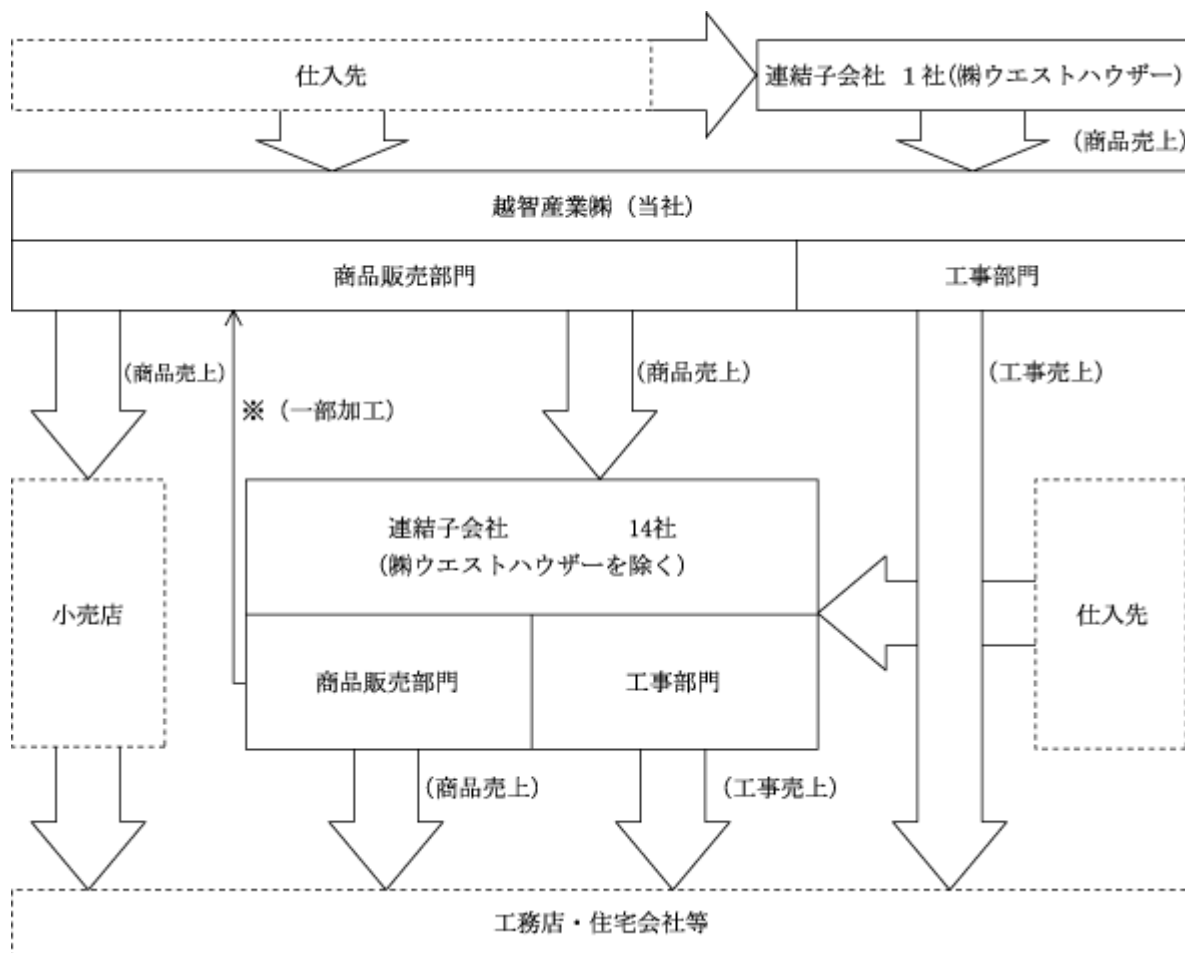 仕入先
連結子会社 1社(㈱ウエストハウザー)
(商品売上)
越智産業㈱(当社)
商品販売部門
工事部門
(商品売上)
(商品売上)
(工事売上)
※(一部加工)
連結子会社 14社
(㈱ウエストハウザーを除く)
小売店
仕入先
商品販売部門
工事部門
(商品売上)
(工事売上)
工務店・住宅会社等